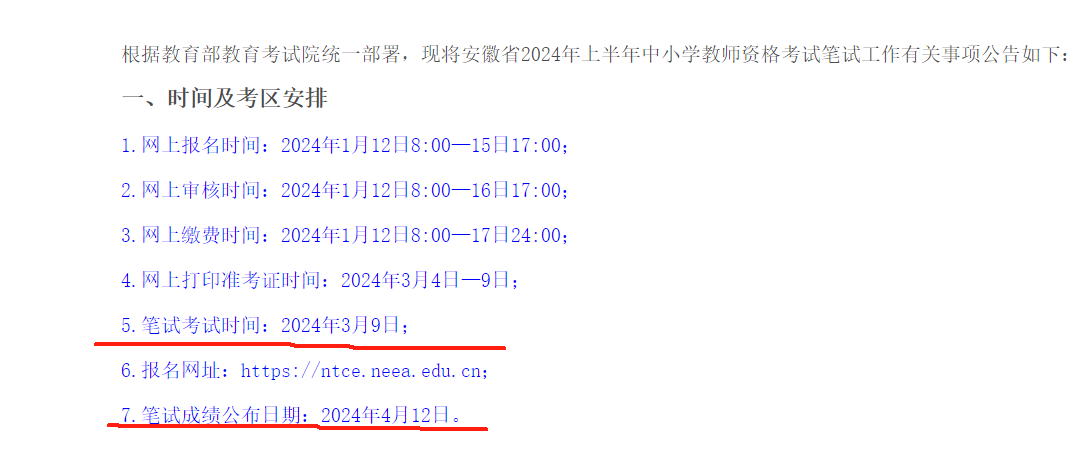 根据教育部教育考试院统一部署，现将安徽省2024年上半年中小学教师资格考试笔试工作有关事项公告如下：
一、时间及考区安排
1.网上报名时间：2024年1月12日8:00—15日17:00；
2.网上审核时间：2024年1月12日8:00—16日17:00；
3.网上缴费时间：2024年1月12日8:00—17日24:00；
4.网上打印准考证时间：2024年3月4日—9日；
5.笔试考试时间：2024年3月9日；
6.报名网址：https://ntce.neea.edu.cn；
7.笔试成绩公布日期：2024年4月12日。